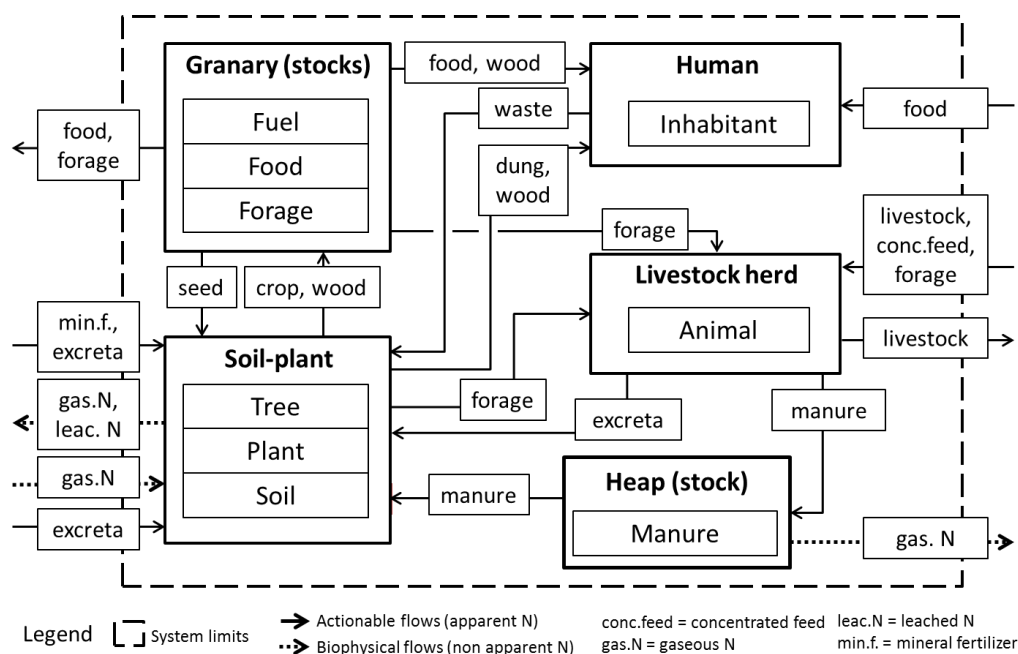 Granary (stocks)
Fuel
Food
Forage
food, wood
Human
Inhabitant
waste
food
food,
forage
dung,
wood
forage
livestock,
conc.feed,
forage
Livestock herd
Animal
livestock
seed
crop, wood
min.f.,
excreta
Soil-plant
Tree
Plant
Soil
gas.N,
leac. N
gas.N
excreta
forage
excreta
manure
manure
Heap (stock)
Manure
gas. N
Legend
System limits
Actionable flows (apparent N)
Biophysical flows (non apparent N)
conc.feed = concentrated feed
gas.N = gaseous N
leac.N = leached N
min.f. = mineral fertilizer